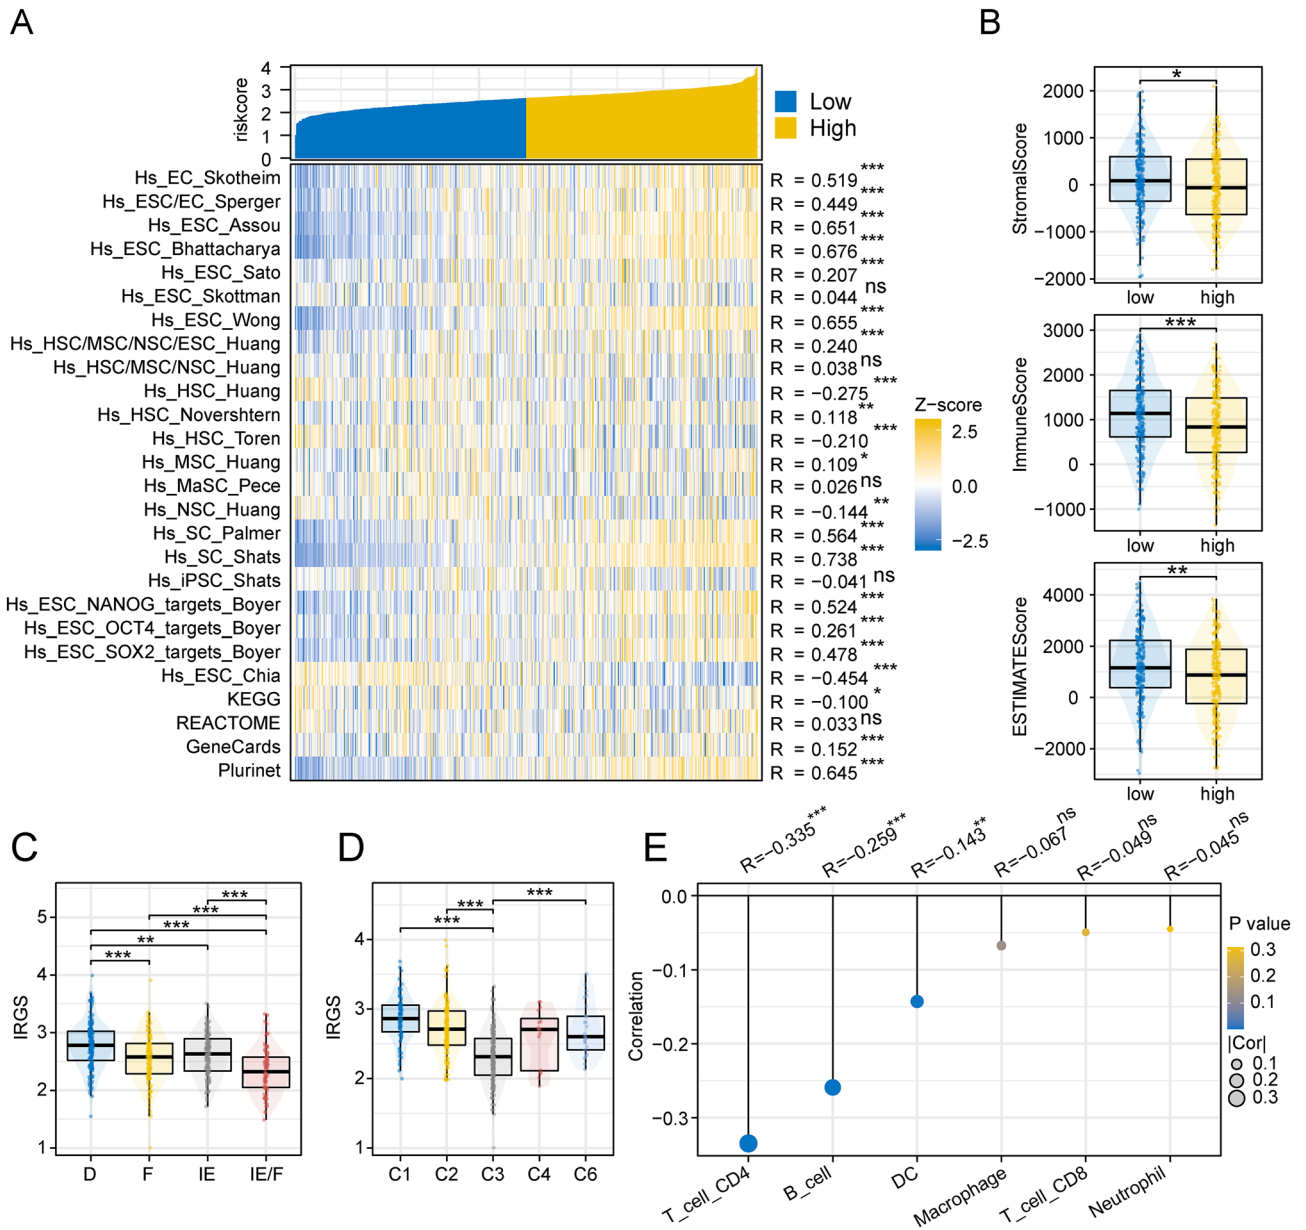 A
riskscore
4
3
2
1
0
Low
High
Hs_EC_Skotheim R = 0.519***
Hs_ESC/EC_Sperger R = 0.449***
Hs_ESC_Assou R = 0.651***
Hs_ESC_Bhattacharya R = 0.676***
Hs_ESC_Sato R = 0.207***
Hs_ESC_Skottman R = 0.044 ns
Hs_ESC_Wong R = 0.655***
Hs_HSC/MSC/NSC/ESC_Huang R = 0.240***
Hs_HSC/MSC/NSC_Huang R = 0.038 ns
Hs_HSC_Huang R = −0.275***
Hs_HSC_Novershtern R = 0.118**
Hs_HSC_Toren R = −0.210***
Hs_MSC_Huang R = 0.109*
Hs_MaSC_Pece R = 0.026 ns
Hs_NSC_Huang R = −0.144**
Hs_SC_Palmer R = 0.564***
Hs_SC_Shats R = 0.738***
Hs_iPSC_Shats R = −0.041 ns
Hs_ESC_NANOG_targets_Boyer R = 0.524***
Hs_ESC_OCT4_targets_Boyer R = 0.261***
Hs_ESC_SOX2_targets_Boyer R = 0.478***
Hs_ESC_Chia R = −0.454***
KEGG R = −0.100*
REACTOME R = 0.033 ns
GeneCards R = 0.152***
Plurinet R = 0.645***
Z−score
2.5
0.0
−2.5
B
StromalScore
2000
1000
0
−1000
−2000
*
low high
ImmuneScore
3000
2000
1000
0
−1000
***
low high
ESTIMATEScore
4000
2000
0
−2000
**
low high
C
IRGS
5
4
3
2
1
***
***
***
**
***
D F IE IE/F
D
IRGS
4
3
2
1
***
***
***
C1 C2 C3 C4 C6
E
R=−0.335***
R=−0.259***
R=−0.143**
R=−0.067 ns
R=−0.049 ns
R=−0.045 ns
Correlation
0.0
−0.1
−0.2
−0.3
T_cell_CD4
B_cell
DC
Macrophage
T_cell_CD8
Neutrophil
P value
0.3
0.2
0.1
|Cor|
0.1
0.2
0.3